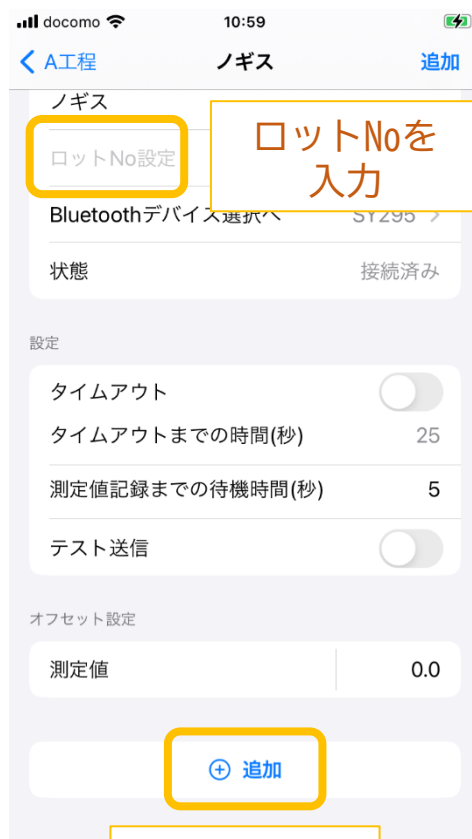 docomo 10:59
A工程 ノギス 追加
ノギス
ロットNo設定
ロットNoを
入力
Bluetoothデバイス選択へ SY295
状態 接続済み
設定
タイムアウト
タイムアウトまでの時間(秒) 25
測定値記録までの待機時間(秒) 5
テスト送信
オフセット設定
測定値 0.0
追加